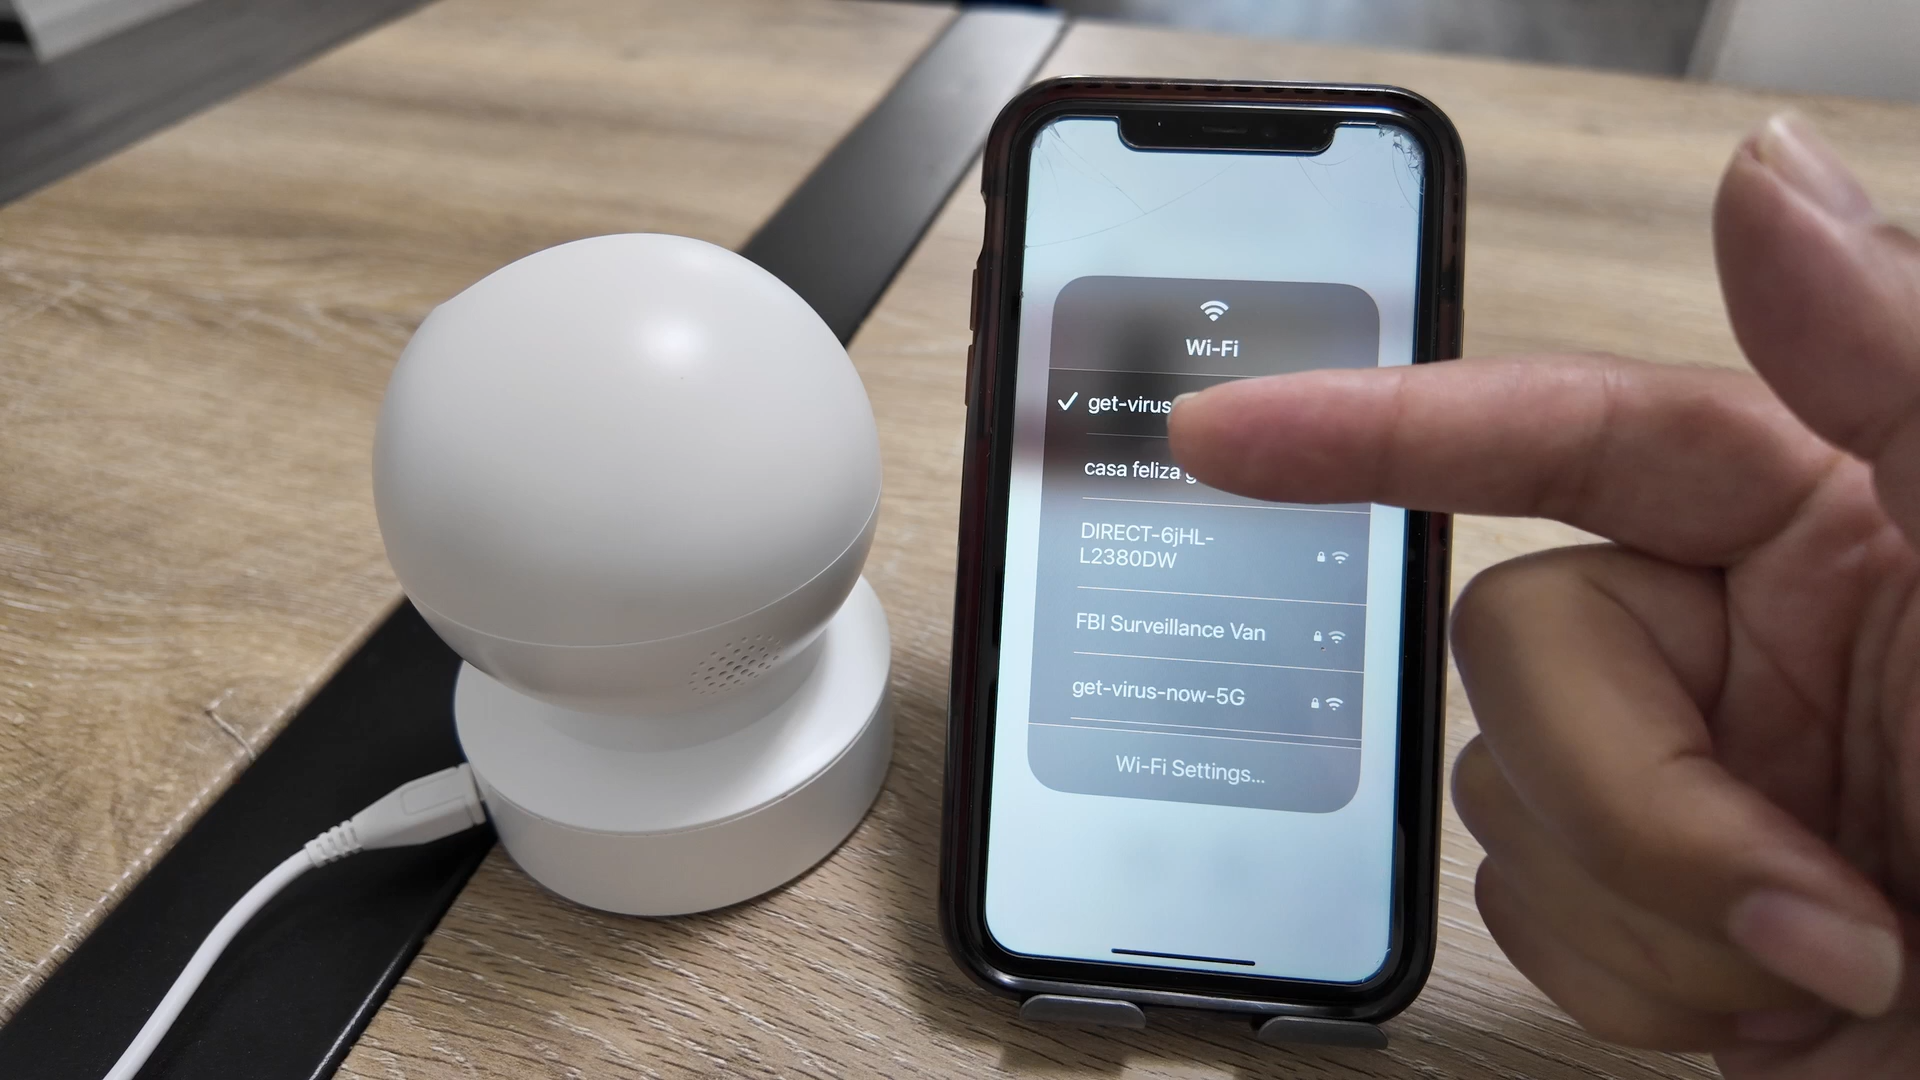 Wi-Fi
get-virus
casa feliza g
DIRECT-6jHL-
L2380DW
FBI Surveillance Van
get-virus-now-5G
Wi-Fi Settings...